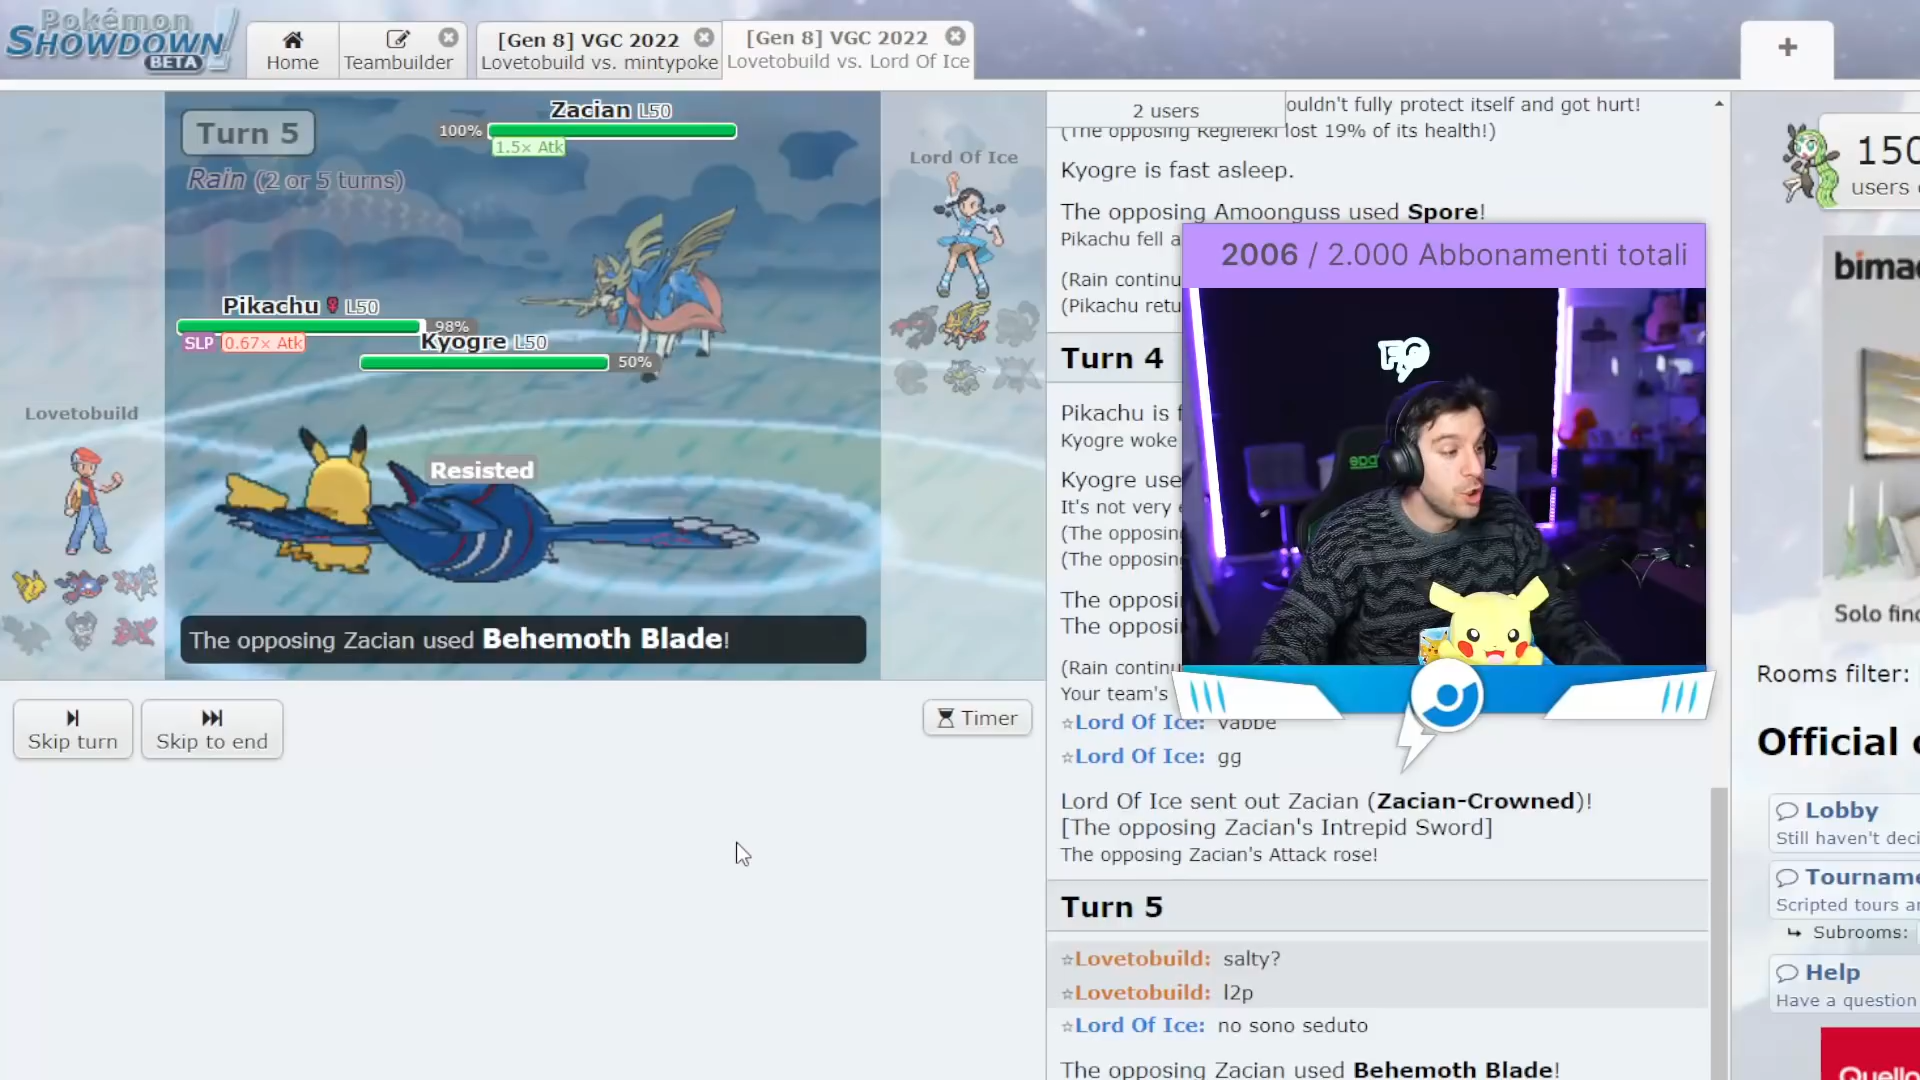 Pokémon
SHOWDOWN!
BETA
Home
Teambuilder
[Gen 8] VGC 2022
Lovetobuild vs. mintypoke
[Gen 8] VGC 2022
Lovetobuild vs. Lord Of Ice
+
Turn 5
Rain (2 or 5 turns)
Zacian L50
100%
1.5× Atk
Pikachu L50
98%
SLP 0.67× Atk
Kyogre L50
50%
Resisted
The opposing Zacian used Behemoth Blade!
Lovetobuild
Lord Of Ice
Skip turn
Skip to end
Timer
2 users
ouldn't fully protect itself and got hurt!
(The opposing Regieleki lost 19% of its health!)
Kyogre is fast asleep.
The opposing Amoonguss used Spore!
Pikachu fell a
(Rain continu
(Pikachu retu
Turn 4
Pikachu is f
Kyogre woke
Kyogre use
It's not very e
(The opposing
(The opposing
The opposi
The opposi
(Rain continu
Your team's
☆Lord Of Ice: vabbe
☆Lord Of Ice: gg
Lord Of Ice sent out Zacian (Zacian-Crowned)!
[The opposing Zacian's Intrepid Sword]
The opposing Zacian's Attack rose!
Turn 5
☆Lovetobuild: salty?
☆Lovetobuild: l2p
☆Lord Of Ice: no sono seduto
The opposing Zacian used Behemoth Blade!
2006 / 2.000 Abbonamenti totali
150
users
bima
Solo fino
Rooms filter:
Official
Lobby
Still haven't deci
Tourname
Scripted tours a
Subrooms:
Help
Have a question
Quello